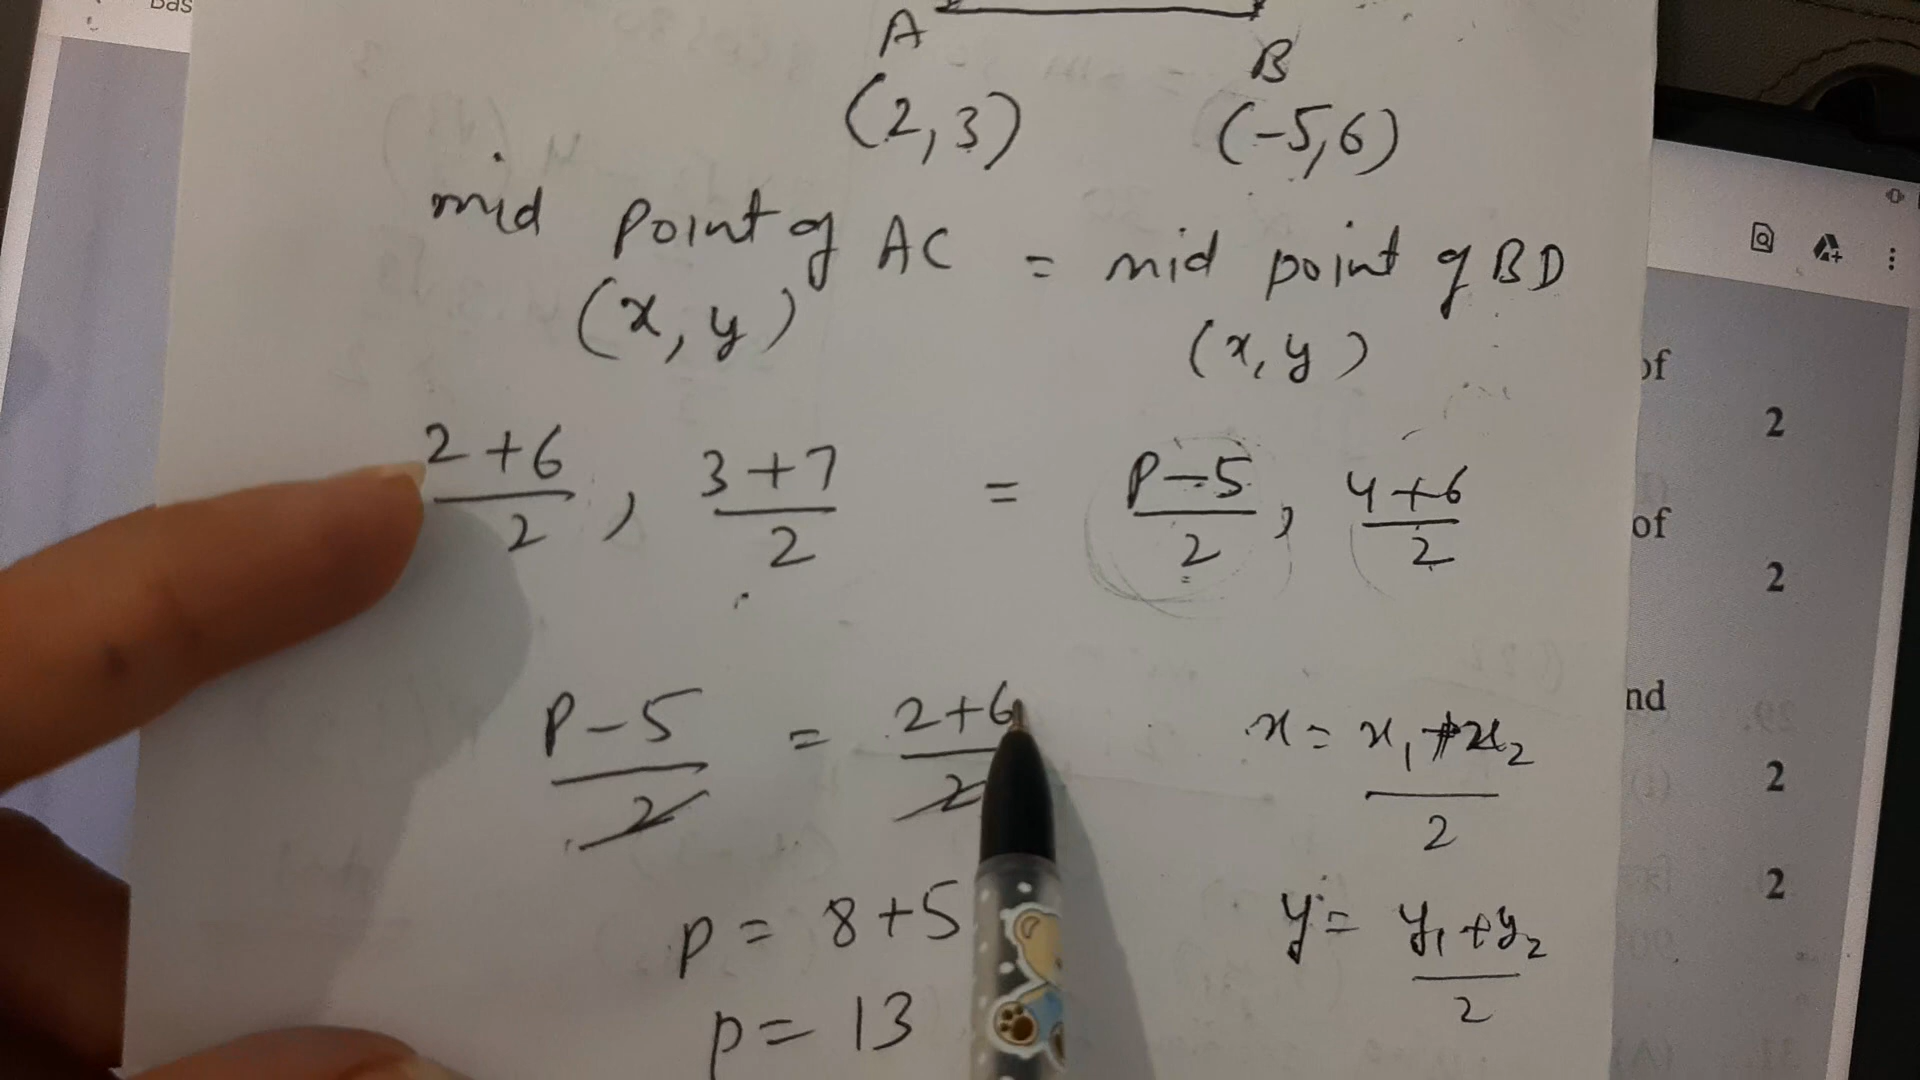 A
B
(2,3) (-5,6)
mid point of AC = mid point of BD
(x, y) (x, y)
2+6/2, 3+7/2 = P-5/2, 4+6/2
P-5/2 = 2+6/2
x = x₁+x₂/2
p = 8+5
y = y₁+y₂/2
p = 13
of
2
of
2
nd
2
2